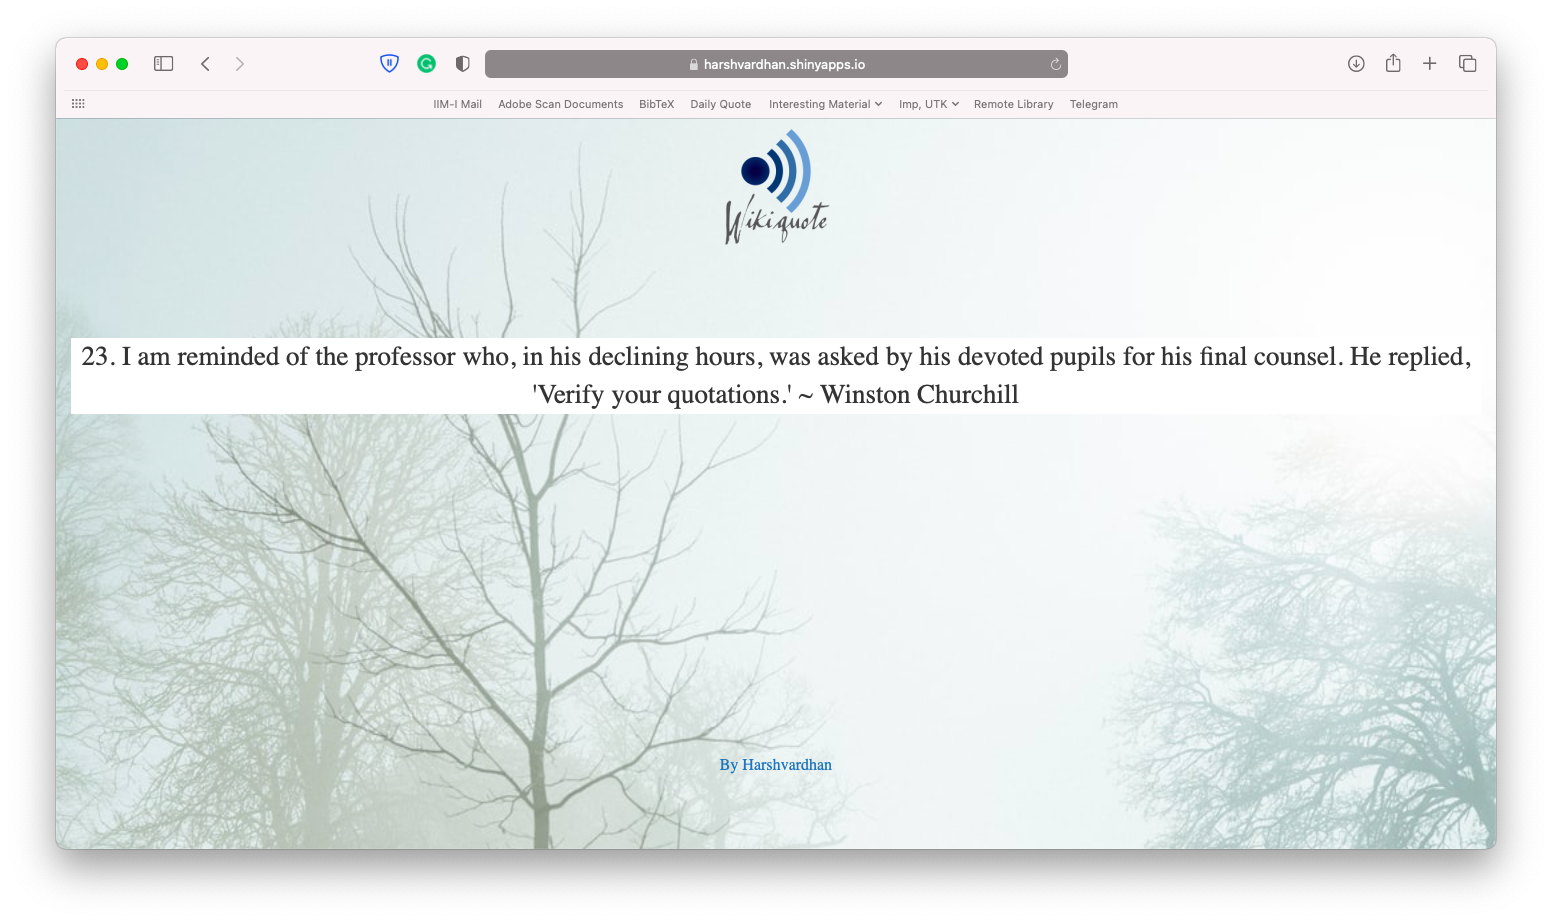 harshvardhan.shinyapps.io
IIM-I Mail Adobe Scan Documents BibTeX Daily Quote Interesting Material Imp, UTK Remote Library Telegram
Wikiquote
23. I am reminded of the professor who, in his declining hours, was asked by his devoted pupils for his final counsel. He replied,
'Verify your quotations.' ~ Winston Churchill
By Harshvardhan